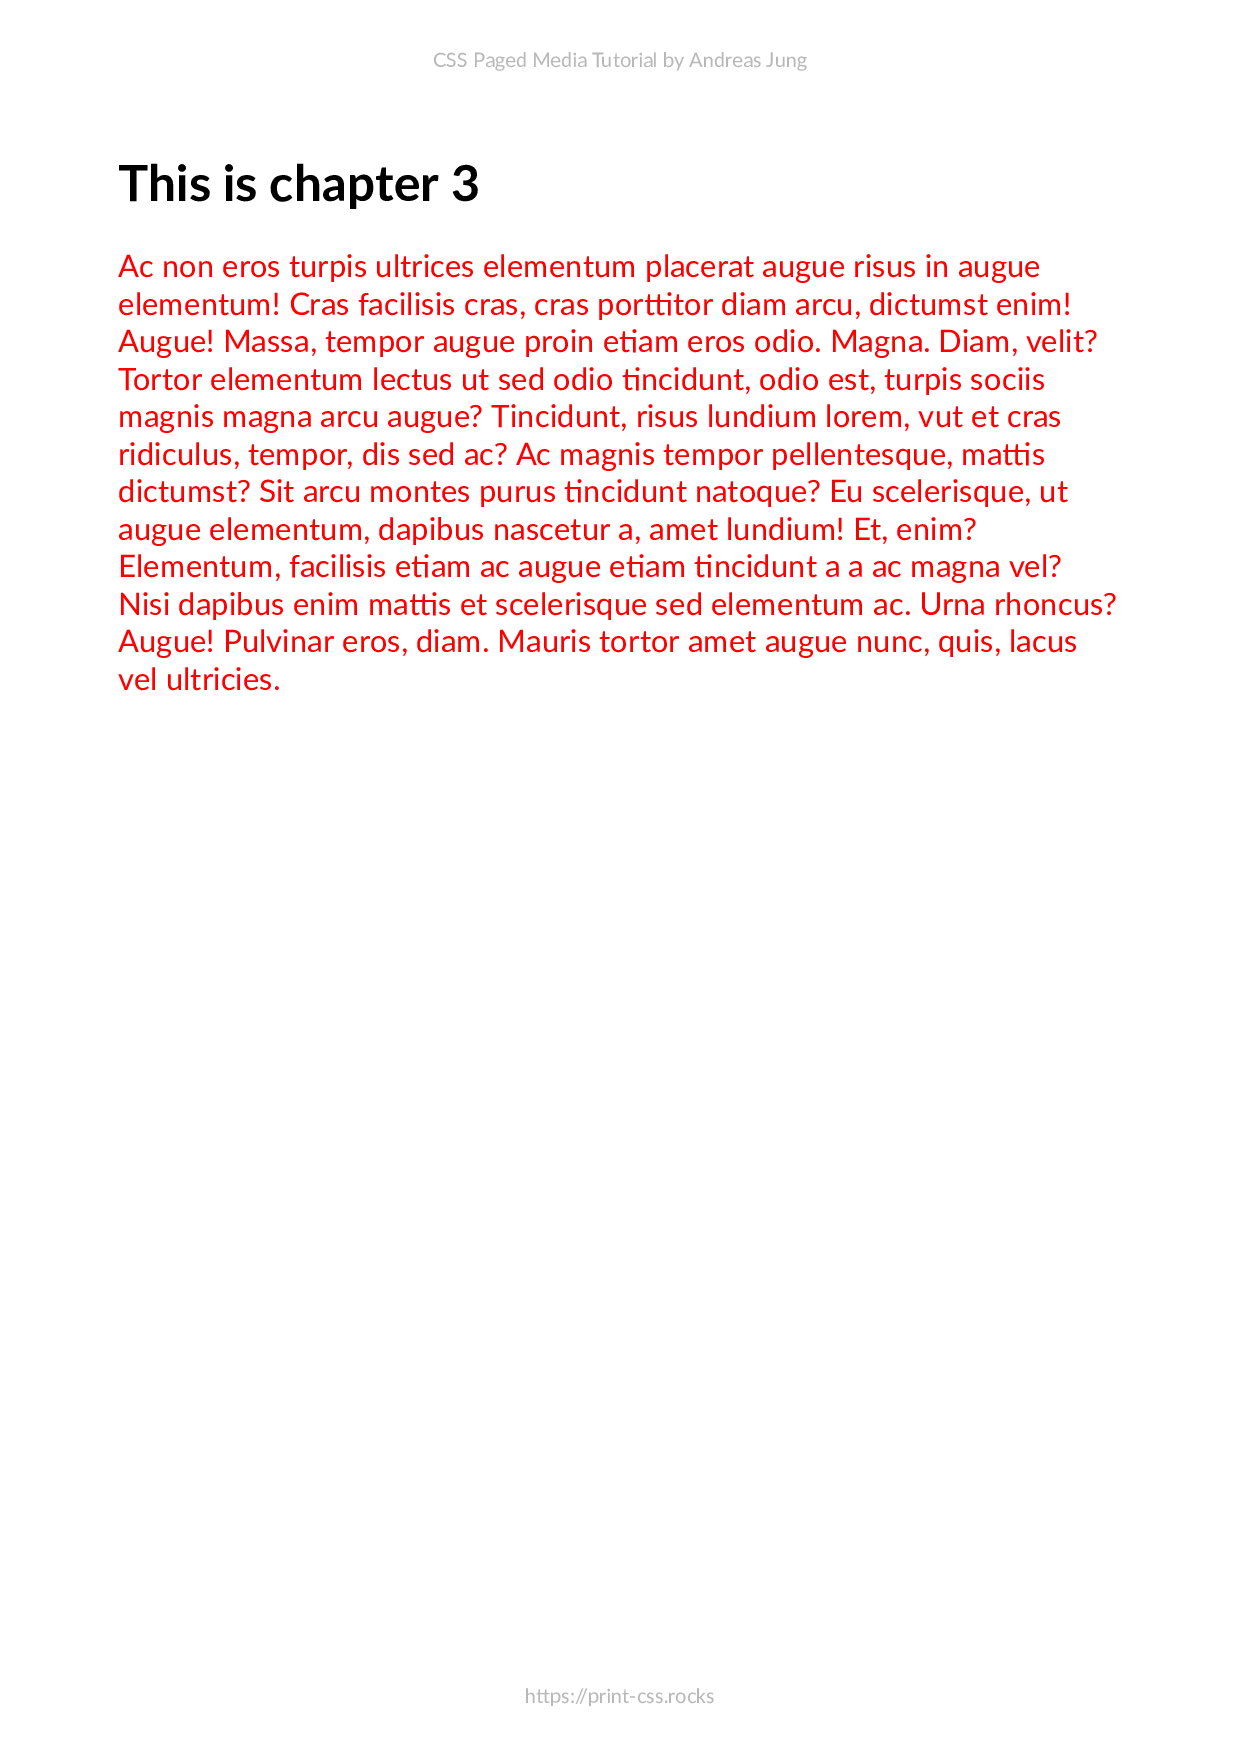 CSS Paged Media Tutorial by Andreas Jung
This is chapter 3
Ac non eros turpis ultrices elementum placerat augue risus in augue
elementum! Cras facilisis cras, cras porttitor diam arcu, dictumst enim!
Augue! Massa, tempor augue proin etiam eros odio. Magna. Diam, velit?
Tortor elementum lectus ut sed odio tincidunt, odio est, turpis sociis
magnis magna arcu augue? Tincidunt, risus lundium lorem, vut et cras
ridiculus, tempor, dis sed ac? Ac magnis tempor pellentesque, mattis
dictumst? Sit arcu montes purus tincidunt natoque? Eu scelerisque, ut
augue elementum, dapibus nascetur a, amet lundium! Et, enim?
Elementum, facilisis etiam ac augue etiam tincidunt a a ac magna vel?
Nisi dapibus enim mattis et scelerisque sed elementum ac. Urna rhoncus?
Augue! Pulvinar eros, diam. Mauris tortor amet augue nunc, quis, lacus
vel ultricies.
https://print-css.rocks